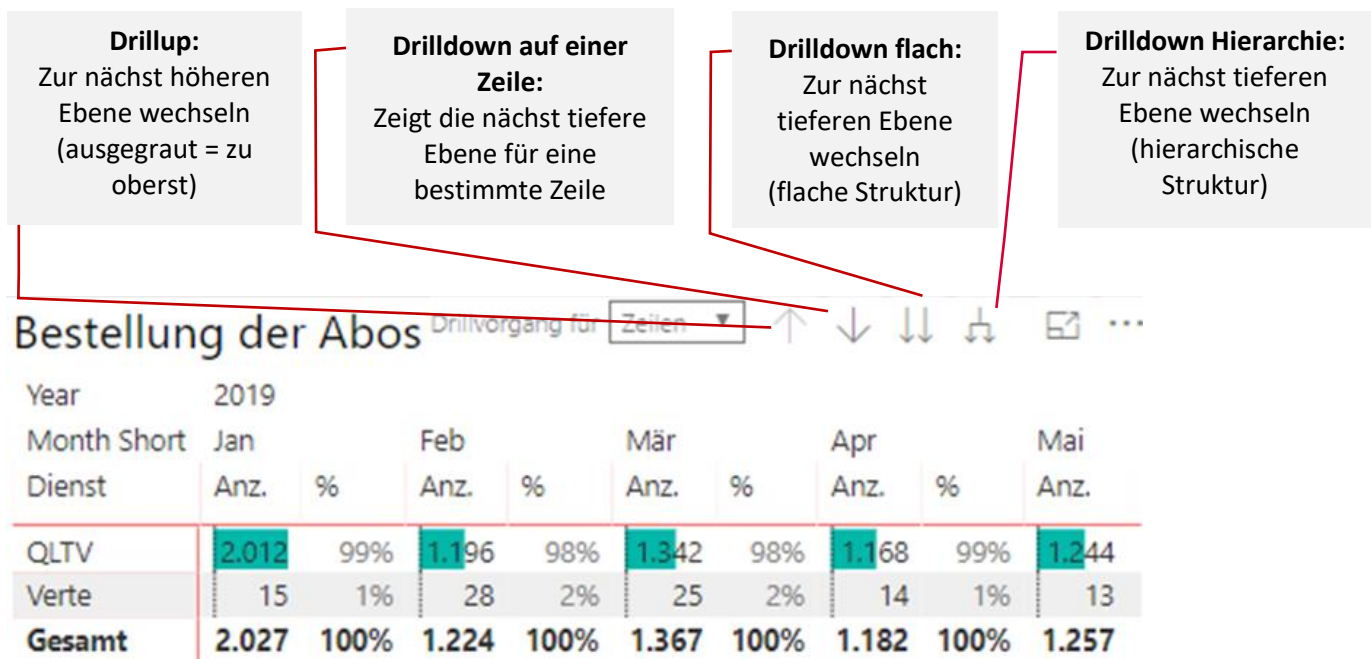 Drillup:
Zur nächst höheren
Ebene wechseln
(ausgegraut = zu
oberst)
Drilldown auf einer
Zeile:
Zeigt die nächst tiefere
Ebene für eine
bestimmte Zeile
Drilldown flach:
Zur nächst
tieferen Ebene
wechseln
(flache Struktur)
Drilldown Hierarchie:
Zur nächst tieferen
Ebene wechseln
(hierarchische
Struktur)
Bestellung der Abos Drillvorgang für Zeilen
Year 2019
Month Short Jan Feb Mär Apr Mai
Dienst Anz. % Anz. % Anz. % Anz. % Anz.
QLTV 2.012 99% 1.196 98% 1.342 98% 1.168 99% 1.244
Verte 15 1% 28 2% 25 2% 14 1% 13
Gesamt 2.027 100% 1.224 100% 1.367 100% 1.182 100% 1.257